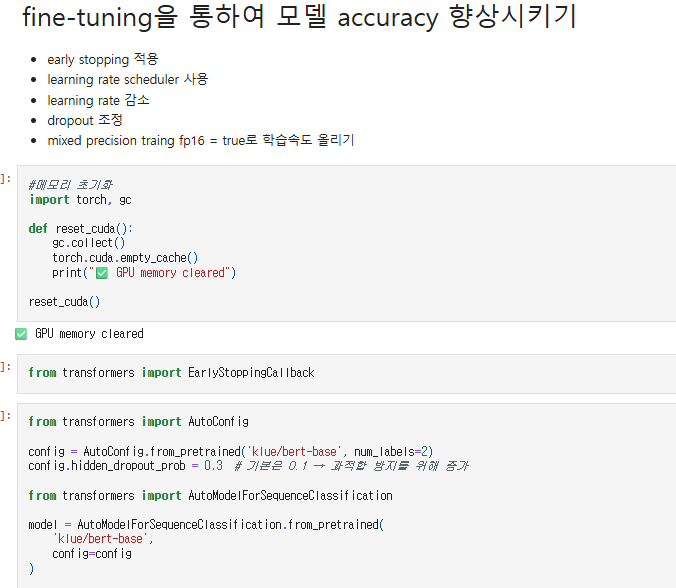 fine-tuning을 통하여 모델 accuracy 향상시키기
• early stopping 적용
• learning rate scheduler 사용
• learning rate 감소
• dropout 조정
• mixed precision traing fp16 = true로 학습속도 올리기
]:
#메모리 초기화
import torch, gc
def reset_cuda():
    gc.collect()
    torch.cuda.empty_cache()
    print("✅ GPU memory cleared")
reset_cuda()
✅ GPU memory cleared
]:
from transformers import EarlyStoppingCallback
]:
from transformers import AutoConfig
config = AutoConfig.from_pretrained('klue/bert-base', num_labels=2)
config.hidden_dropout_prob = 0.3  # 기본은 0.1 → 과적합 방지를 위해 증가
from transformers import AutoModelForSequenceClassification
model = AutoModelForSequenceClassification.from_pretrained(
    'klue/bert-base',
    config=config
)